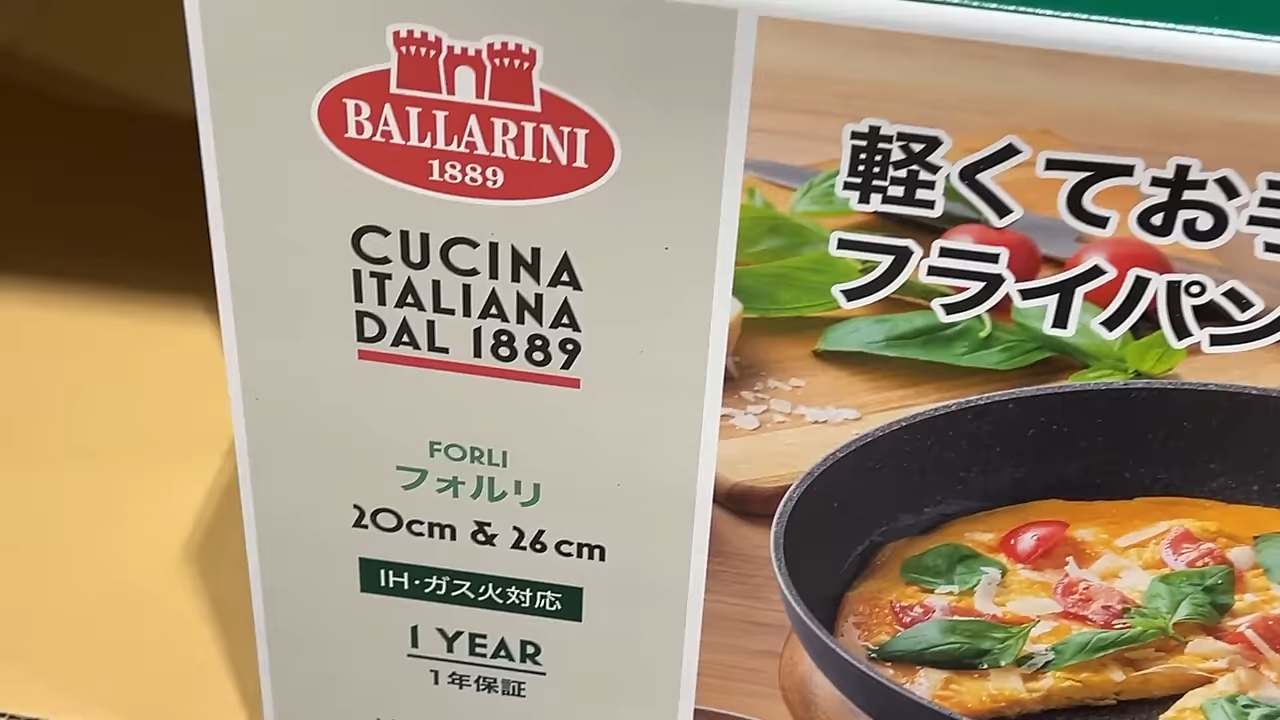 BALLARINI
1889
CUCINA
ITALIANA
DAL 1889
FORLI
フォルリ
20cm & 26cm
IH・ガス火対応
1 YEAR
1年保証
軽くてお手
フライパン